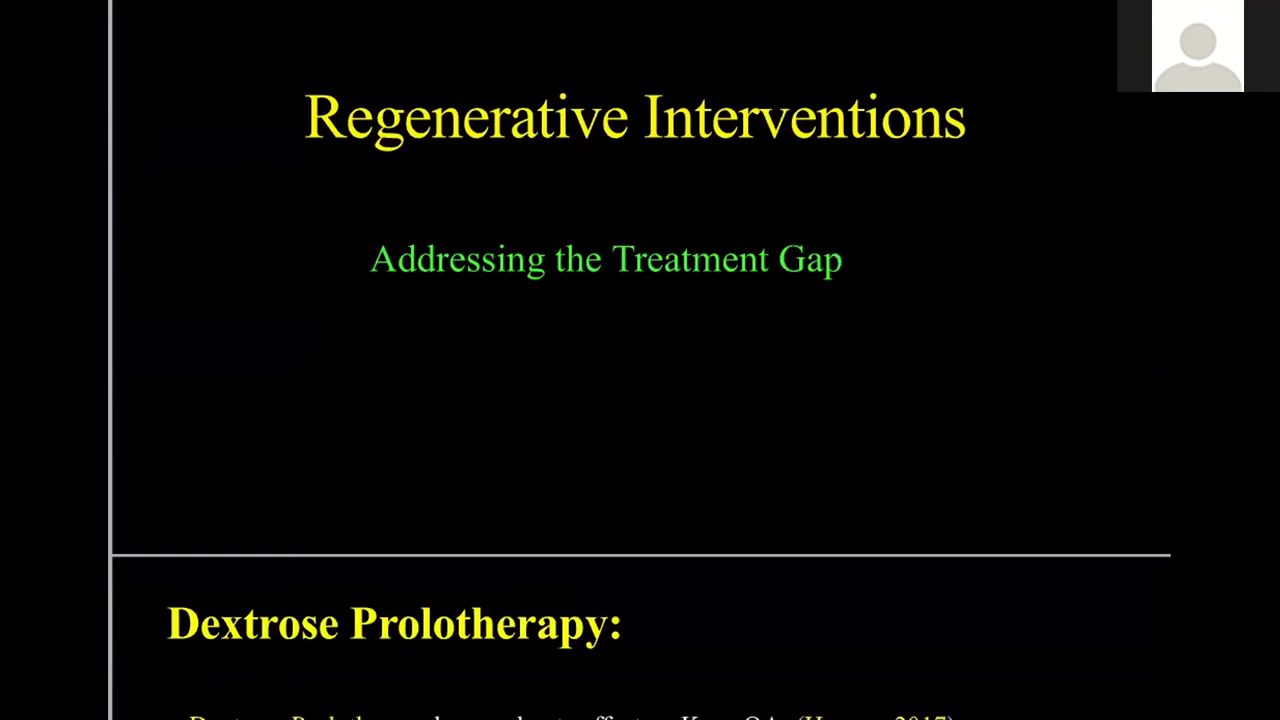 Regenerative Interventions
Addressing the Treatment Gap
Dextrose Prolotherapy: